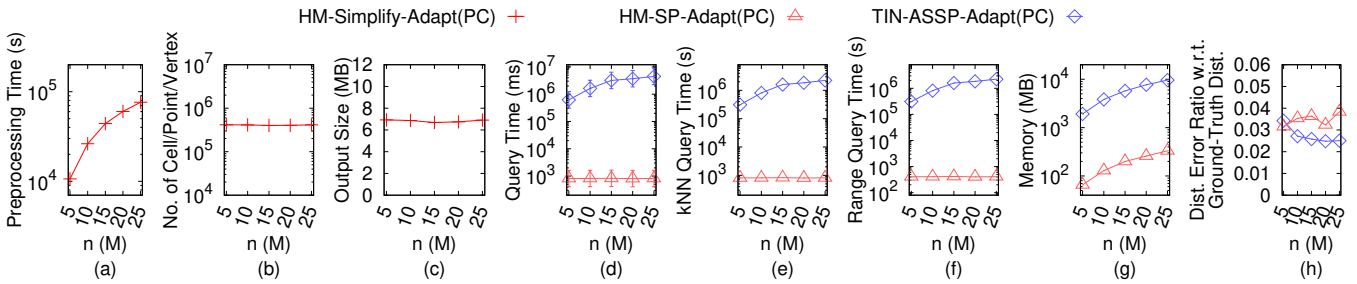 HM-Simplify-Adapt(PC) HM-SP-Adapt(PC) TIN-ASSP-Adapt(PC)
Preprocessing Time (s)
10^5
10^4
5 10 15 20 25
n (M)
(a)
No. of Cell/Point/Vertex
10^7
10^6
10^5
10^4
5 10 15 20 25
n (M)
(b)
Output Size (MB)
12
10
8
6
4
2
0
5 10 15 20 25
n (M)
(c)
Query Time (ms)
10^7
10^6
10^5
10^4
10^3
5 10 15 20 25
n (M)
(d)
kNN Query Time (s)
10^6
10^5
10^4
10^3
5 10 15 20 25
n (M)
(e)
Range Query Time (s)
10^6
10^5
10^4
10^3
10^2
5 10 15 20 25
n (M)
(f)
Memory (MB)
10^4
10^3
10^2
5 10 15 20 25
n (M)
(g)
Dist. Error Ratio w.r.t.
Ground-Truth Dist.
0.06
0.05
0.04
0.03
0.02
0.01
0
5 10 15 20 25
n (M)
(h)